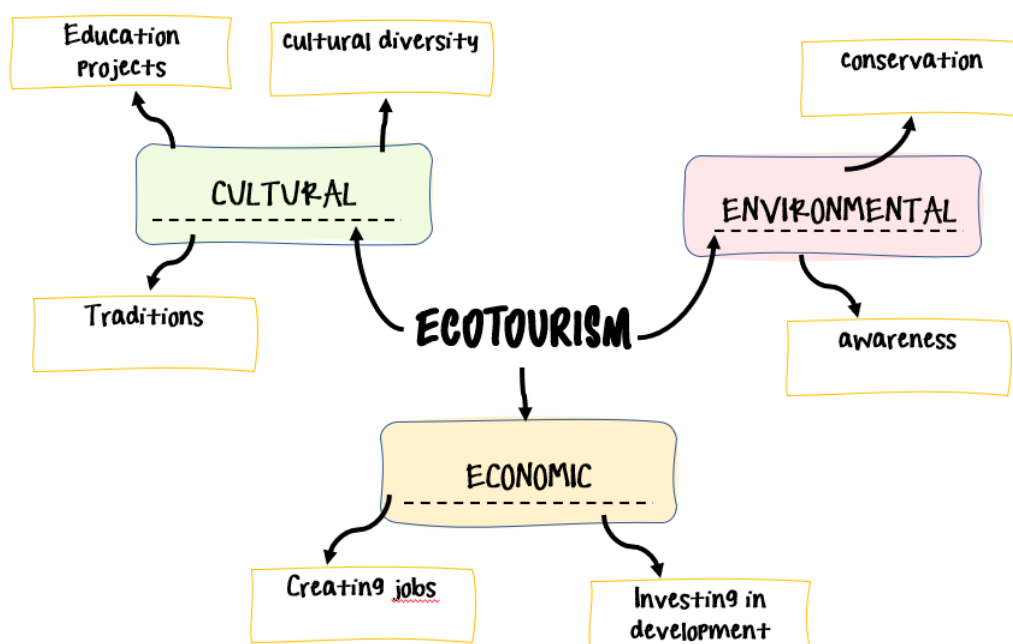 Education
projects
cultural diversity
conservation
CULTURAL
ENVIRONMENTAL
Traditions
ECOTOURISM
awareness
ECONOMIC
Creating jobs
Investing in
development